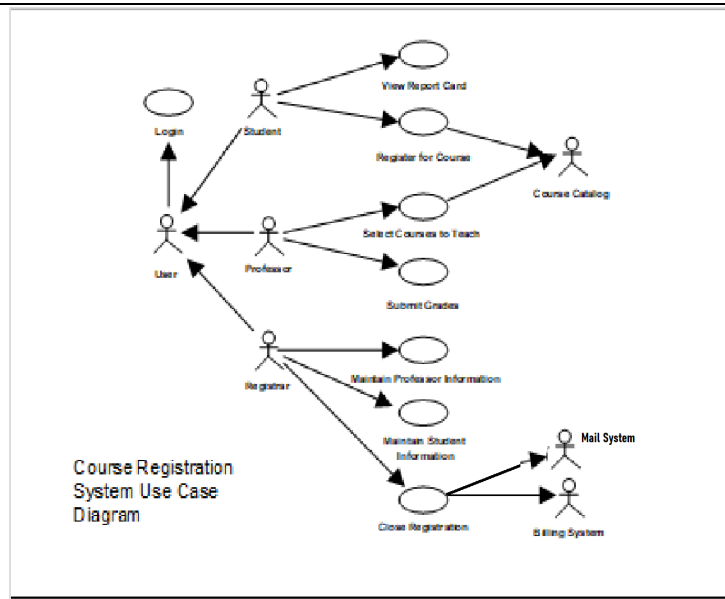 View Report Card
Login
Student
Register for Course
Course Catalog
Select Courses to Teach
User
Professor
Submit Grades
Registrar
Maintain Professor Information
Maintain Student
Information
Mail System
Course Registration
System Use Case
Diagram
Close Registration
Billing System